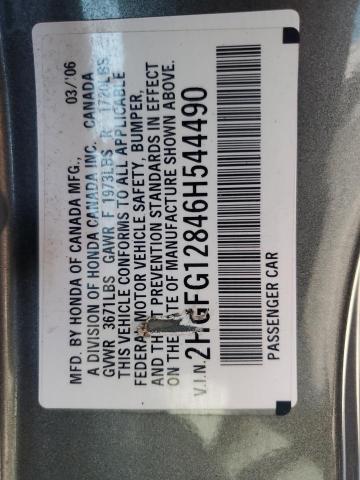 MFD. BY HONDA OF CANADA MFG., 03/'06
A DIVISION OF HONDA CANADA INC. CANADA
GVWR 3671LBS GAWR F 1973LBS R 1720LBS
THIS VEHICLE CONFORMS TO ALL APPLICABLE
FEDERAL MOTOR VEHICLE SAFETY, BUMPER,
AND THEFT PREVENTION STANDARDS IN EFFECT
ON THE DATE OF MANUFACTURE SHOWN ABOVE.
V.I.N. 2HGFG12846H544490
PASSENGER CAR